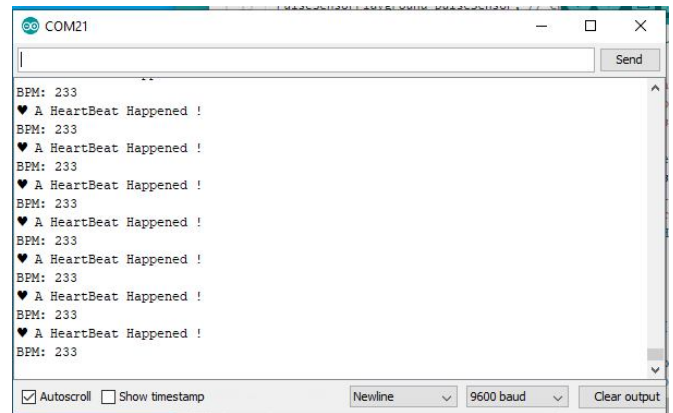 COM21
Send
BPM: 233
♥ A HeartBeat Happened !
BPM: 233
♥ A HeartBeat Happened !
BPM: 233
♥ A HeartBeat Happened !
BPM: 233
♥ A HeartBeat Happened !
BPM: 233
♥ A HeartBeat Happened !
BPM: 233
♥ A HeartBeat Happened !
BPM: 233
♥ A HeartBeat Happened !
BPM: 233
Autoscroll Show timestamp Newline 9600 baud Clear output